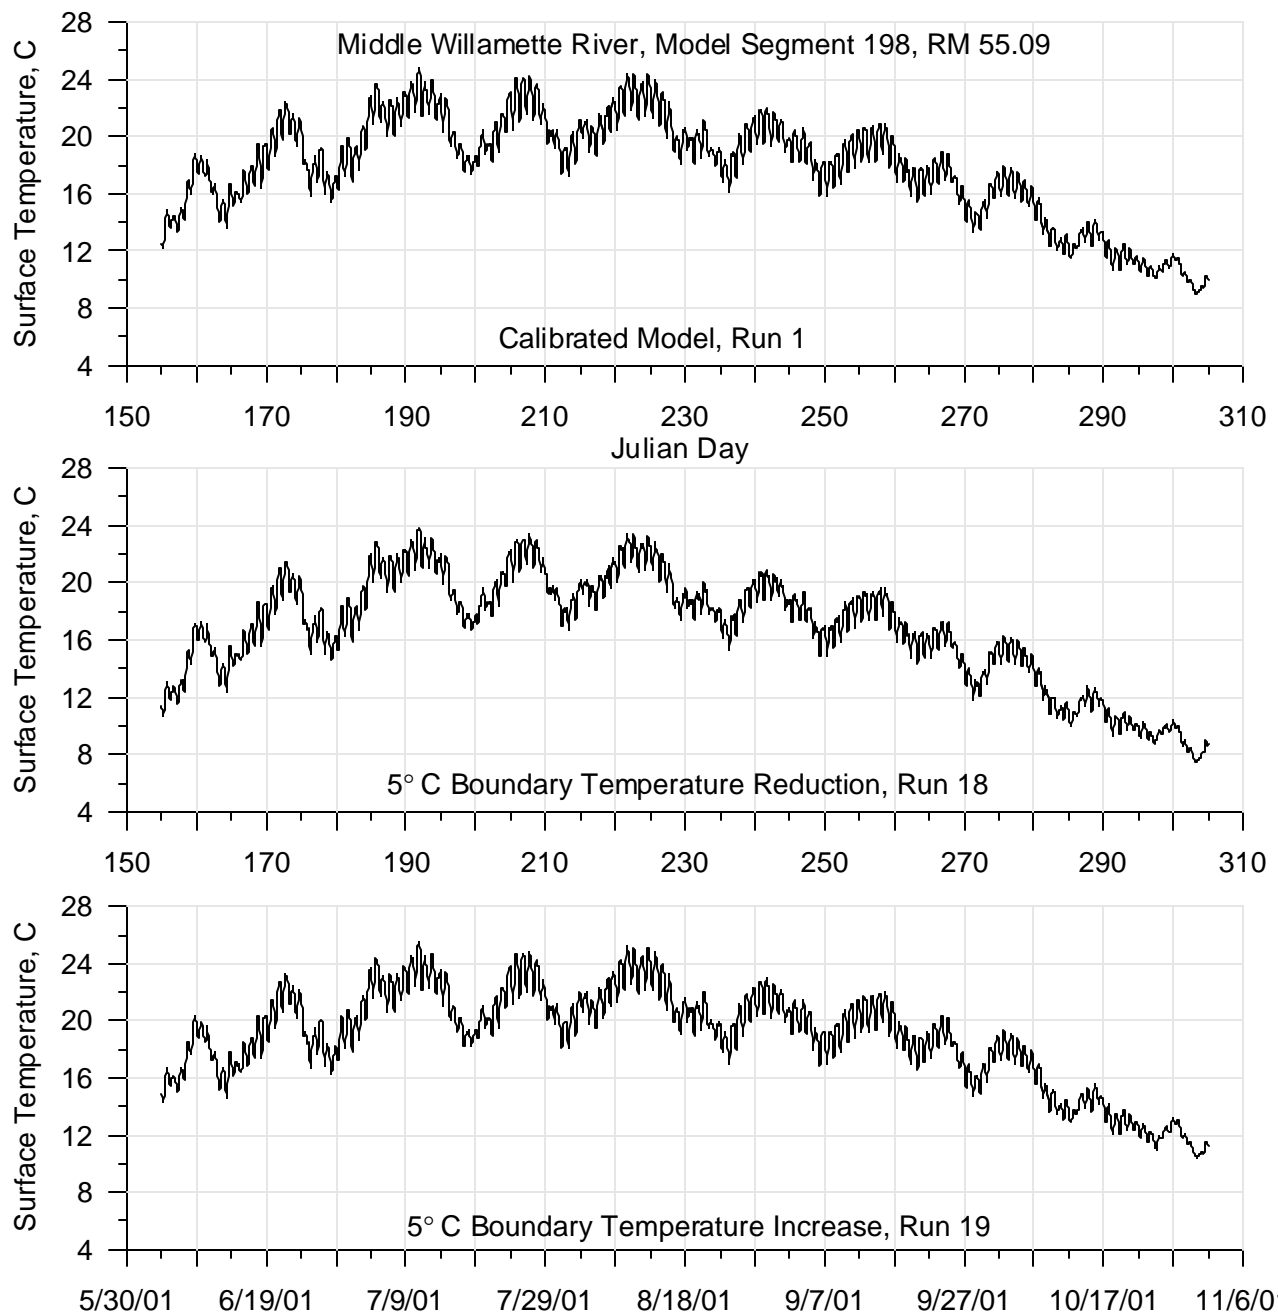 Middle Willamette River, Model Segment 198, RM 55.09
Surface Temperature, C
28
24
20
16
12
8
4
Calibrated Model, Run 1
150 170 190 210 230 250 270 290 310
Julian Day
Surface Temperature, C
28
24
20
16
12
8
4
5° C Boundary Temperature Reduction, Run 18
150 170 190 210 230 250 270 290 310
Surface Temperature, C
28
24
20
16
12
8
4
5° C Boundary Temperature Increase, Run 19
5/30/01 6/19/01 7/9/01 7/29/01 8/18/01 9/7/01 9/27/01 10/17/01